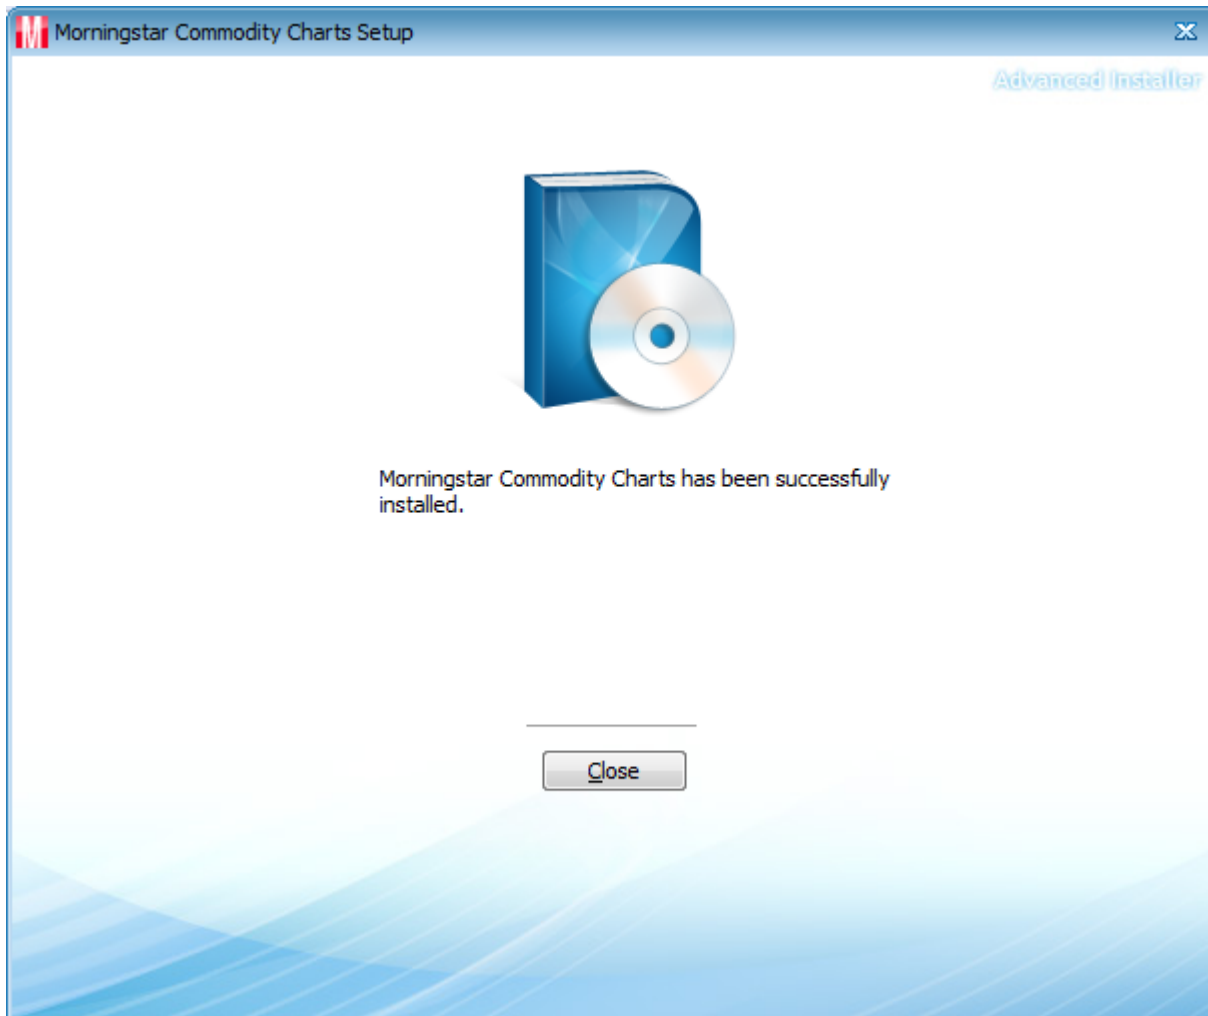 Morningstar Commodity Charts Setup
Advanced Installer
Morningstar Commodity Charts has been successfully
installed.
Close